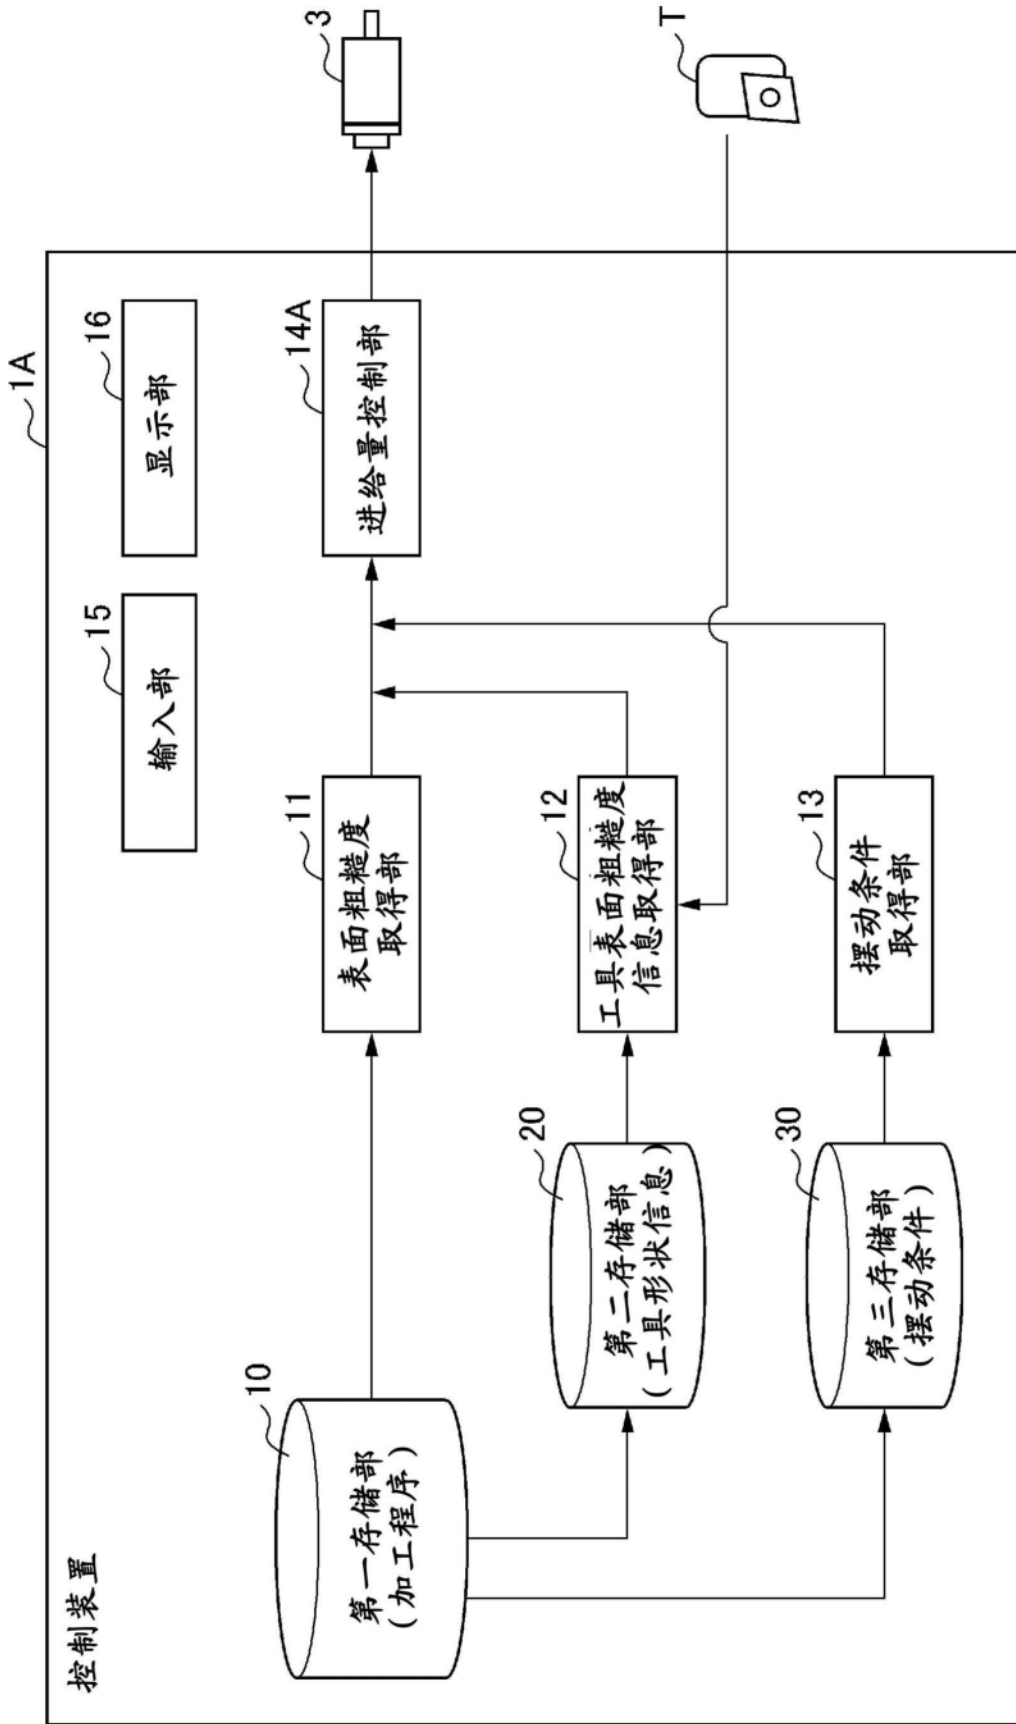 控制装置
1A
10
第一存储部
(加工程序)
20
第二存储部
(工具形状信息)
30
第三存储部
(摆动条件)
11
表面粗糙度
取得部
12
工具表面粗糙度
信息取得部
13
摆动条件
取得部
15
输入部
16
显示部
14A
进给量控制部
3
T